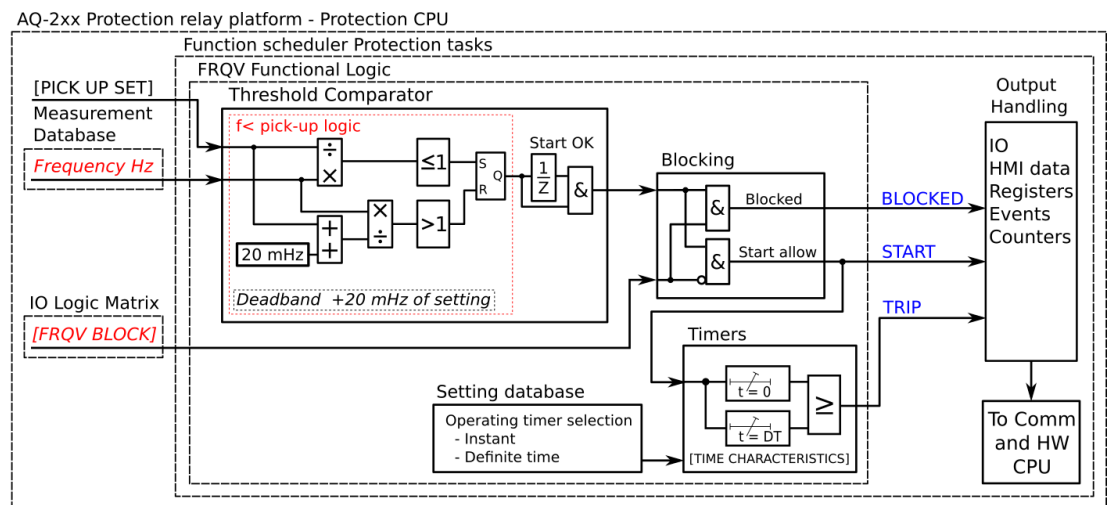 AQ-2xx Protection relay platform - Protection CPU
Function scheduler Protection tasks
FRQV Functional Logic
[PICK UP SET]
Measurement
Database
Frequency Hz
Threshold Comparator
f< pick-up logic
÷
×
≤1
S
Q
R
×
÷
>1
+
+
20 mHz
Deadband +20 mHz of setting
Start OK
1
Z
&
Blocking
&
Blocked
&
Start allow
BLOCKED
START
TRIP
Output
Handling
IO
HMI data
Registers
Events
Counters
IO Logic Matrix
[FRQV BLOCK]
Timers
t = 0
t = DT
≥
[TIME CHARACTERISTICS]
Setting database
Operating timer selection
- Instant
- Definite time
To Comm
and HW
CPU